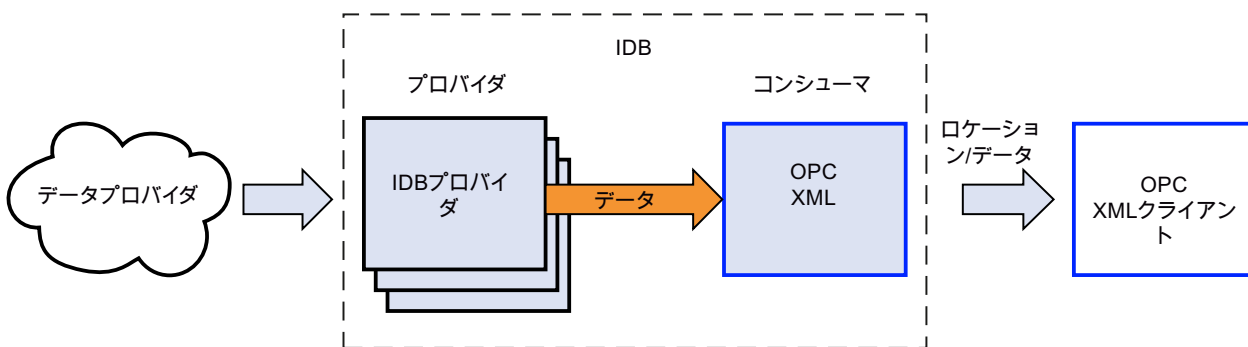 IDB
プロバイダ
コンシューマ
データプロバイダ
IDBプロバイ
ダ
データ
OPC
XML
ロケーショ
ン/データ
OPC
XMLクライアン
ト